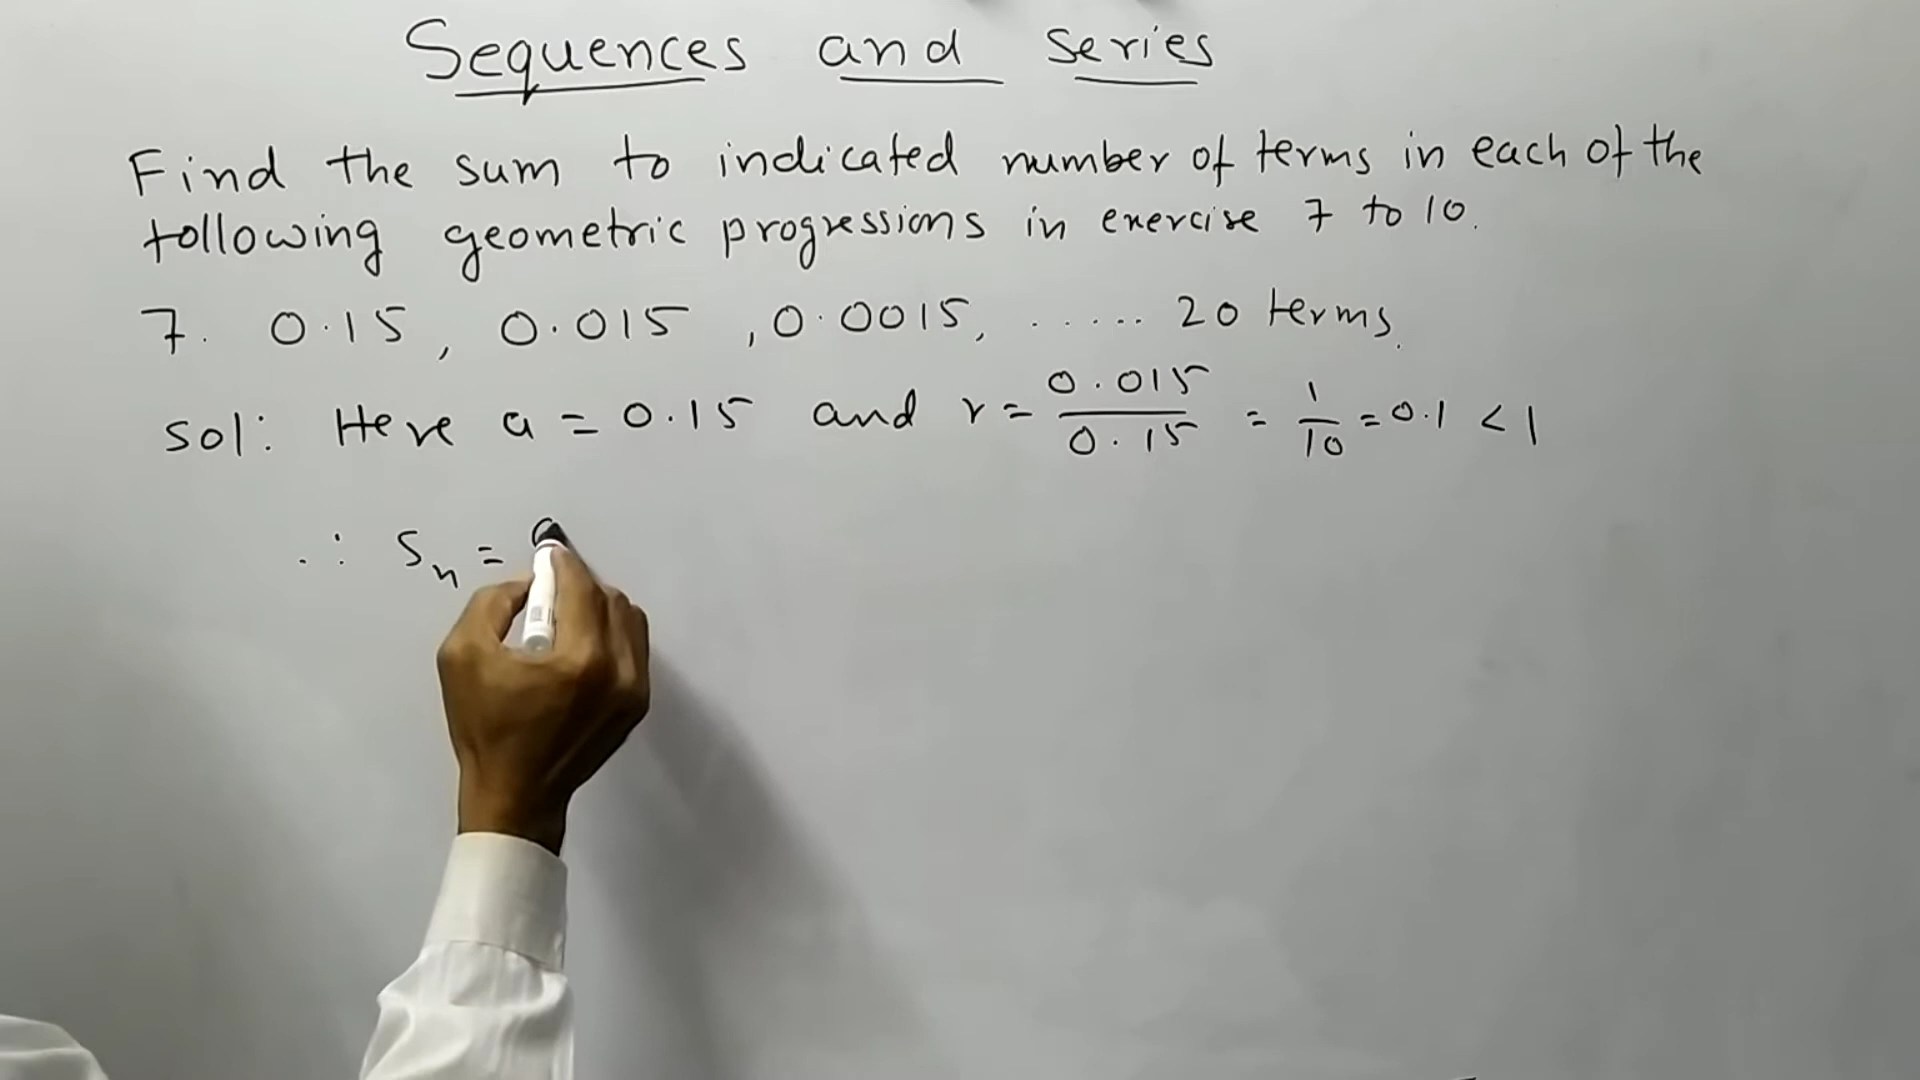 Sequences and series
Find the sum to indicated number of terms in each of the
following geometric progressions in exercise 7 to 10.
7. 0.15, 0.015, 0.0015, ..... 20 terms.
Sol: Here a = 0.15 and r = 0.015/0.15 = 1/10 = 0.1 < 1
∴ Sn =